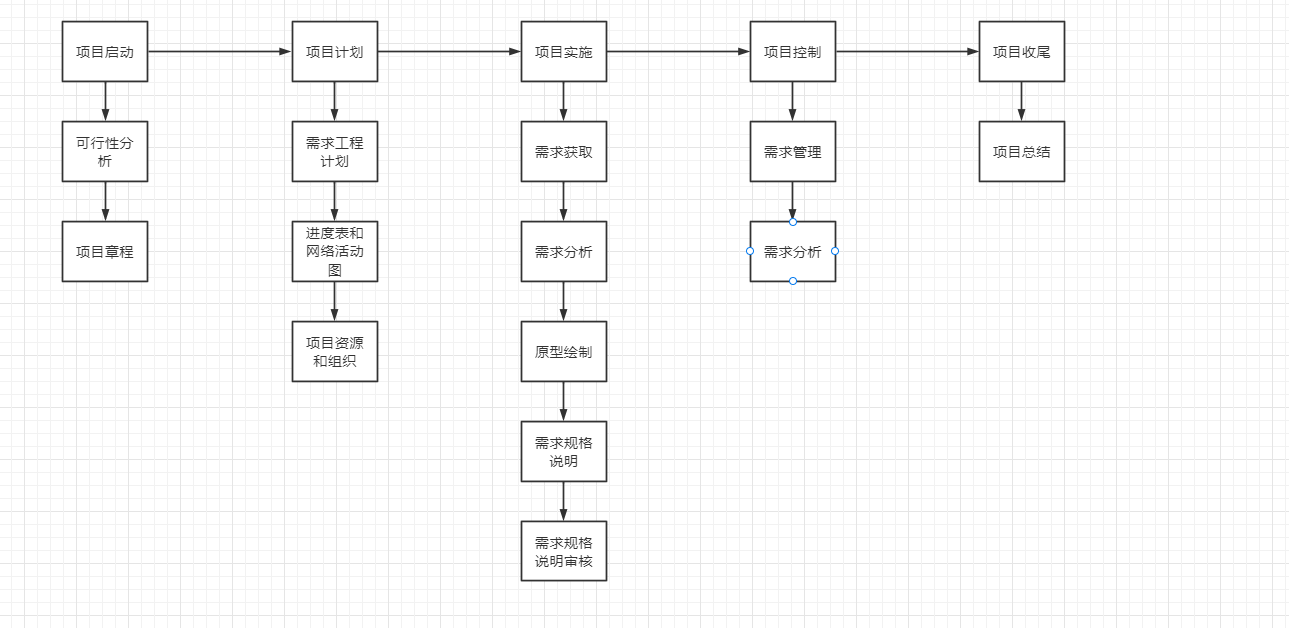 项目启动
项目计划
项目实施
项目控制
项目收尾
可行性分
析
需求工程
计划
需求获取
需求管理
项目总结
项目章程
进度表和
网络活动
图
需求分析
需求分析
项目资源
和组织
原型绘制
需求规格
说明
需求规格
说明审核